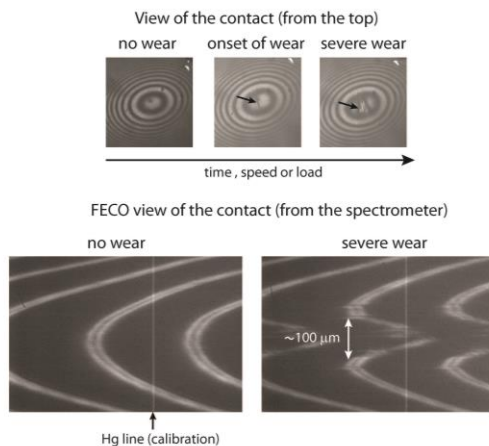 View of the contact (from the top)
no wear onset of wear severe wear
time , speed or load
FECO view of the contact (from the spectrometer)
no wear severe wear
~100 μm
Hg line (calibration)